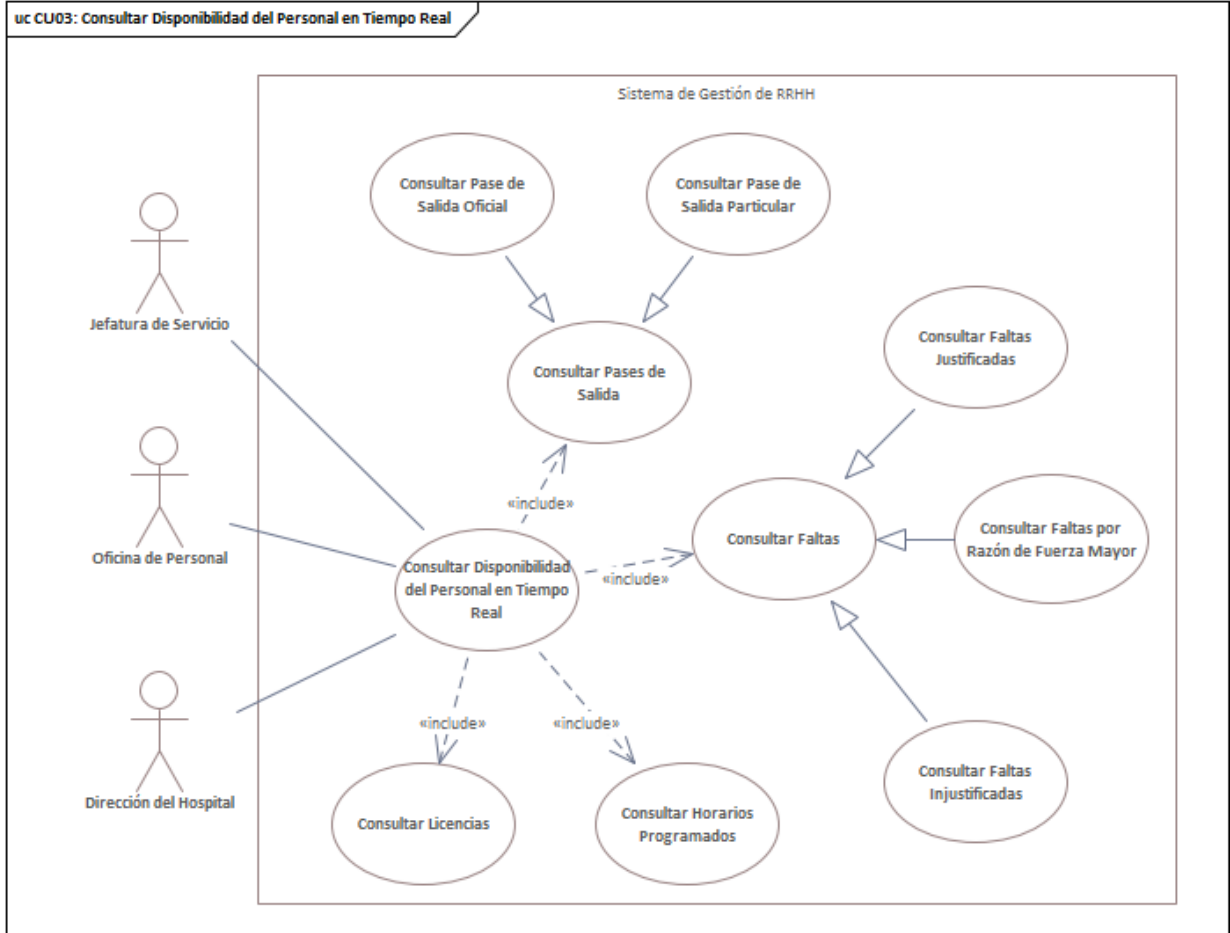 uc CU03: Consultar Disponibilidad del Personal en Tiempo Real
Sistema de Gestión de RRHH
Consultar Pase de
Salida Oficial
Consultar Pase de
Salida Particular
Jefatura de Servicio
Consultar Pases de
Salida
Consultar Faltas
Justificadas
«include»
Oficina de Personal
Consultar Disponibilidad
del Personal en Tiempo
Real
«include»
Consultar Faltas
Consultar Faltas por
Razón de Fuerza Mayor
«include»
«include»
Dirección del Hospital
Consultar Licencias
Consultar Horarios
Programados
Consultar Faltas
Injustificadas